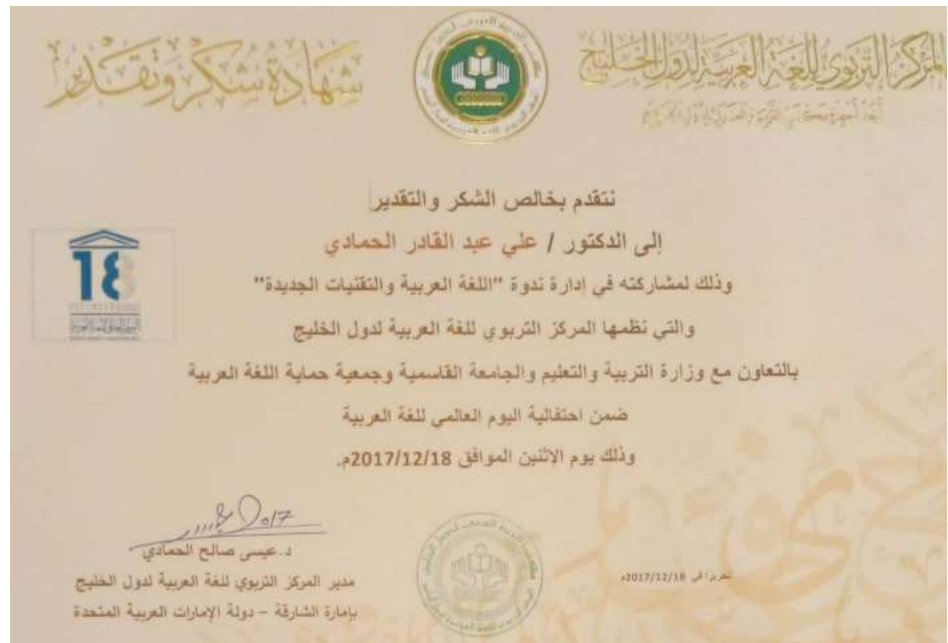 المركز التربوي للغة العربية لدول الخليج
شهادة شكر وتقدير
نتقدم بخالص الشكر والتقدير
إلى الدكتور / علي عبد القادر الحمادي
وذلك لمشاركته في إدارة ندوة "اللغة العربية والتقنيات الجديدة"
والتي نظمها المركز التربوي للغة العربية لدول الخليج
بالتعاون مع وزارة التربية والتعليم والجامعة القاسمية وجمعية حماية اللغة العربية
ضمن احتفالية اليوم العالمي للغة العربية
وذلك يوم الاثنين الموافق 2017/12/18م.
تحريرا في 2017/12/18م
2017
د.عيسى صالح الحمادي
مدير المركز التربوي للغة العربية لدول الخليج
بإمارة الشارقة – دولة الإمارات العربية المتحدة